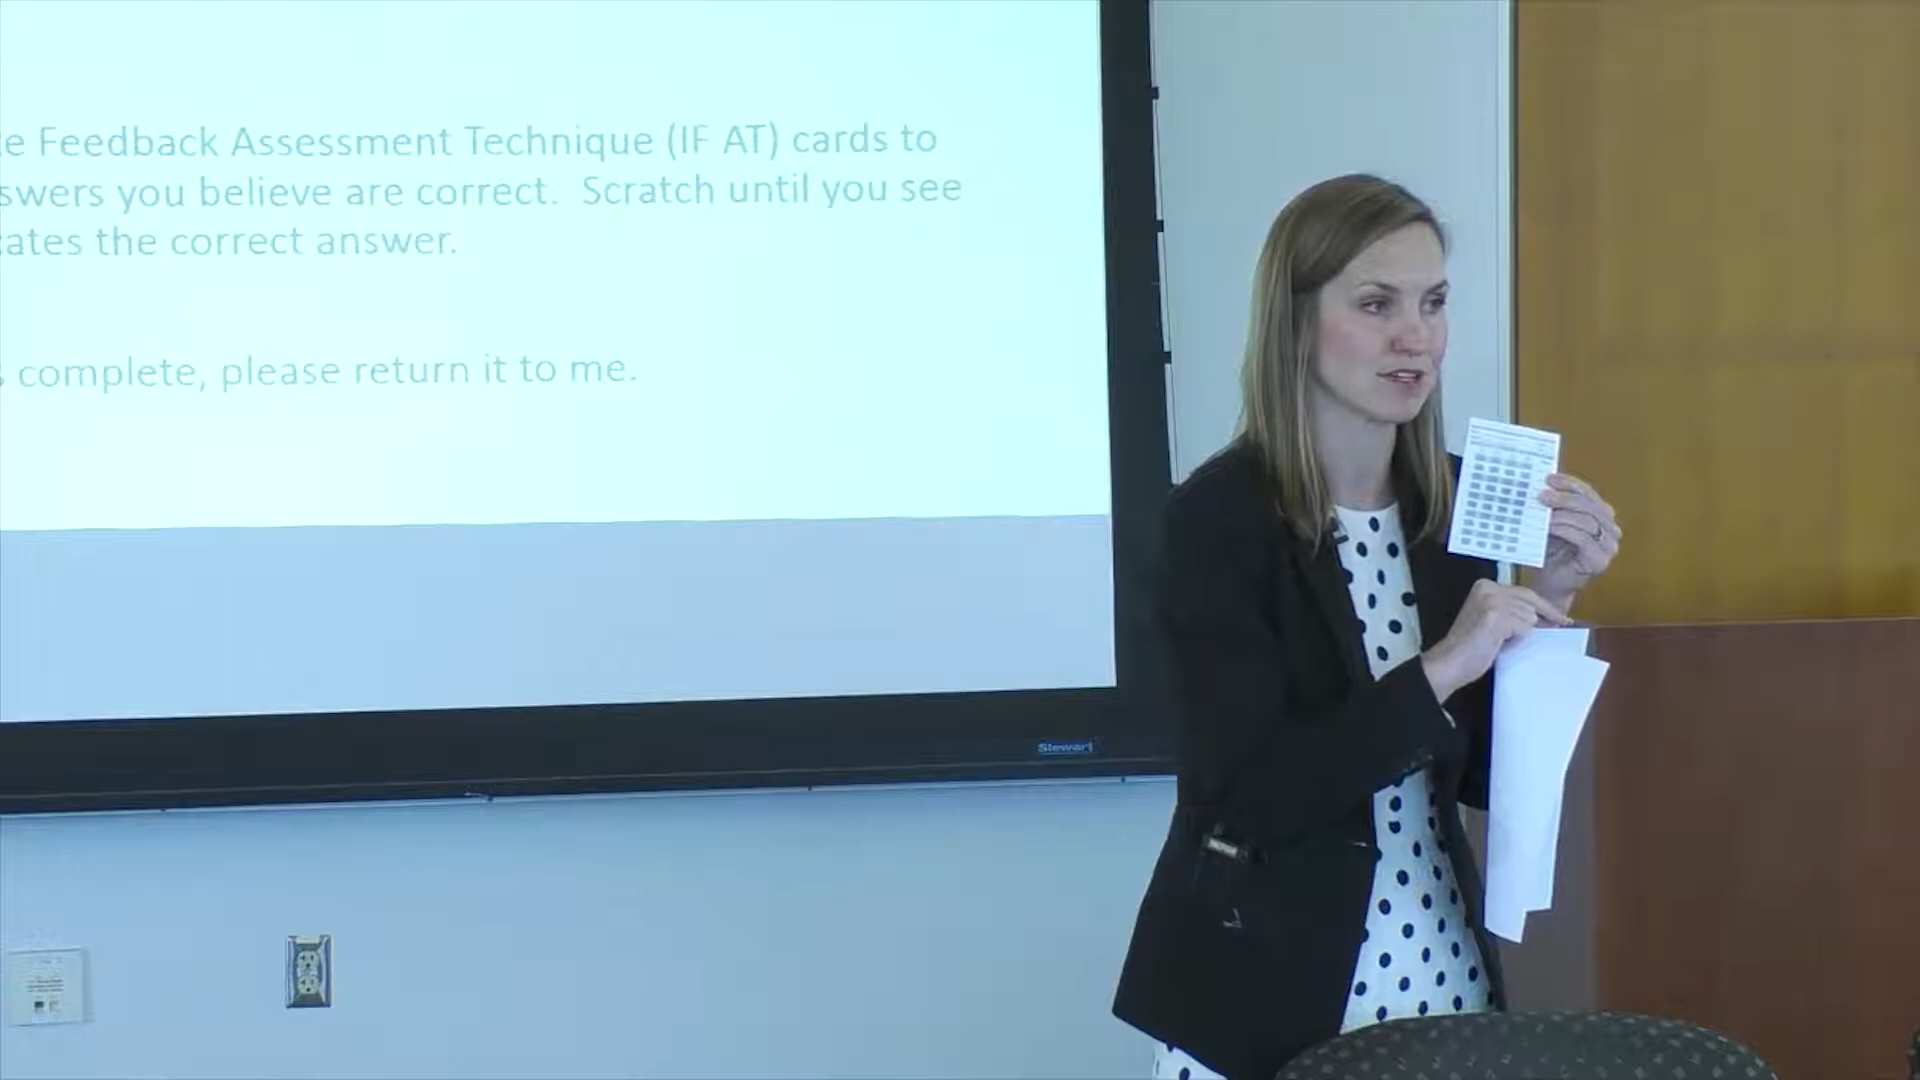 e Feedback Assessment Technique (IF AT) cards to
swers you believe are correct.  Scratch until you see
ates the correct answer.
complete, please return it to me.
Stewart